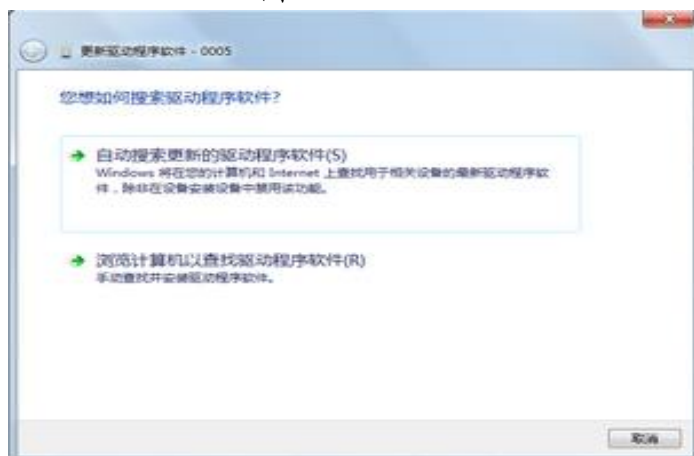 更新驱动程序软件 - 0005
您想如何搜索驱动程序软件?
自动搜索更新的驱动程序软件(S)
Windows 将在您的计算机和 Internet 上查找用于相关设备的最新驱动程序软
件，除非在设备安装设置中禁用该功能。
浏览计算机以查找驱动程序软件(R)
手动查找并安装驱动程序软件。
取消